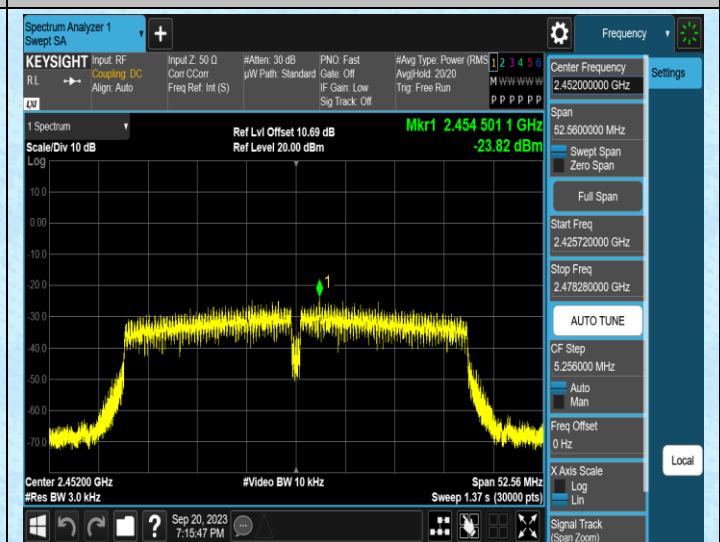 Spectrum Analyzer 1
Swept SA
+
Frequency
KEYSIGHT
RL
LXI
Input: RF
Coupling: DC
Align: Auto
Input Z: 50 Ω
Corr CCorr
Freq Ref: Int (S)
#Atten: 30 dB
µW Path: Standard
PNO: Fast
Gate: Off
IF Gain: Low
Sig Track: Off
#Avg Type: Power (RMS
Avg|Hold: 20/20
Trig: Free Run
1 2 3 4 5 6
M W W W W W
P P P P P P
1 Spectrum
Scale/Div 10 dB
Ref Lvl Offset 10.69 dB
Ref Level 20.00 dBm
Mkr1 2.454 501 1 GHz
-23.82 dBm
Log
10.0
0.00
-10.0
-20.0
-30.0
-40.0
-50.0
-60.0
-70.0
1
Center 2.45200 GHz
#Res BW 3.0 kHz
#Video BW 10 kHz
Span 52.56 MHz
Sweep 1.37 s (30000 pts)
Center Frequency
2.452000000 GHz
Settings
Span
52.5600000 MHz
Swept Span
Zero Span
Full Span
Start Freq
2.425720000 GHz
Stop Freq
2.478280000 GHz
AUTO TUNE
CF Step
5.256000 MHz
Auto
Man
Freq Offset
0 Hz
X Axis Scale
Log
Lin
Local
Signal Track
(Span Zoom)
?
Sep 20, 2023
7:15:47 PM